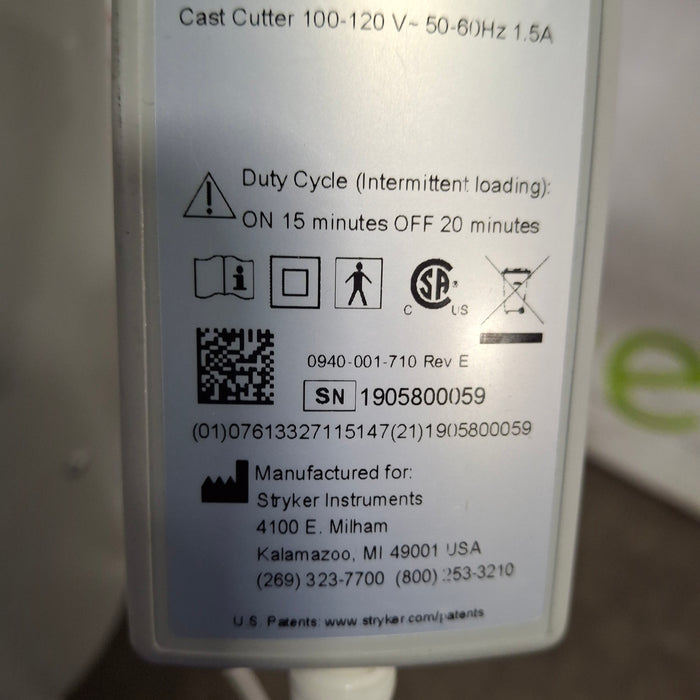 Cast Cutter 100-120 V~ 50-60Hz 1.5A
Duty Cycle (Intermittent loading):
ON 15 minutes OFF 20 minutes
CSA®
C US
0940-001-710 Rev E
SN 1905800059
(01)07613327115147(21)1905800059
Manufactured for:
Stryker Instruments
4100 E. Milham
Kalamazoo, MI 49001 USA
(269) 323-7700 (800) 253-3210
U.S. Patents: www.stryker.com/patents
e